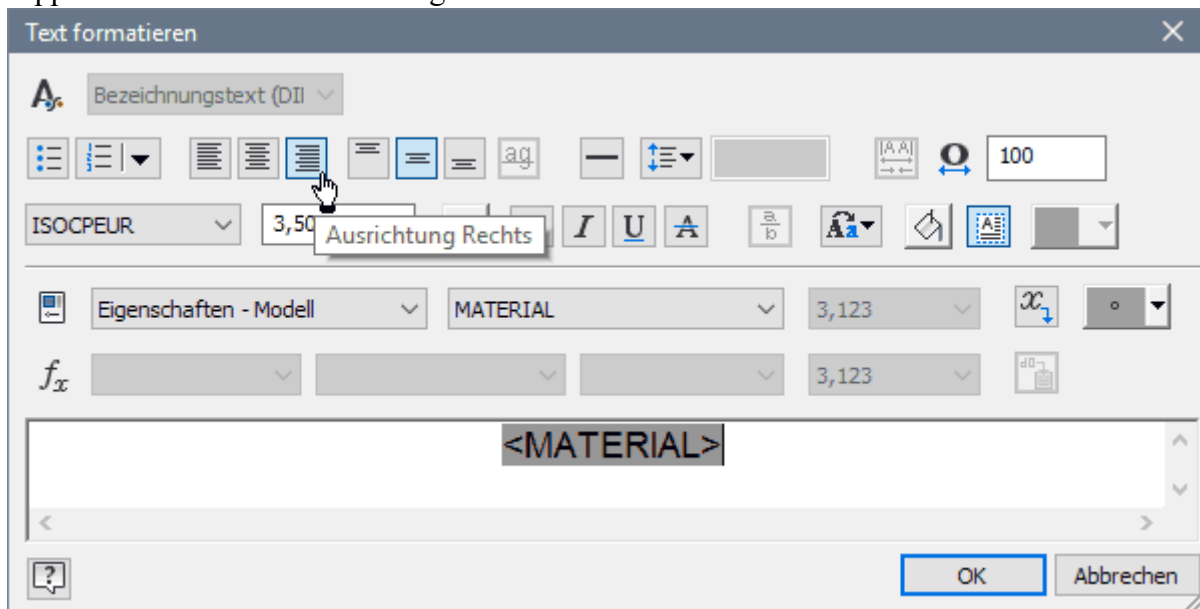 Text formatieren
Bezeichnungstext (DII
100
ISOCPEUR
3,50
Ausrichtung Rechts
Eigenschaften - Modell
MATERIAL
3,123
3,123
<MATERIAL>
OK
Abbrechen